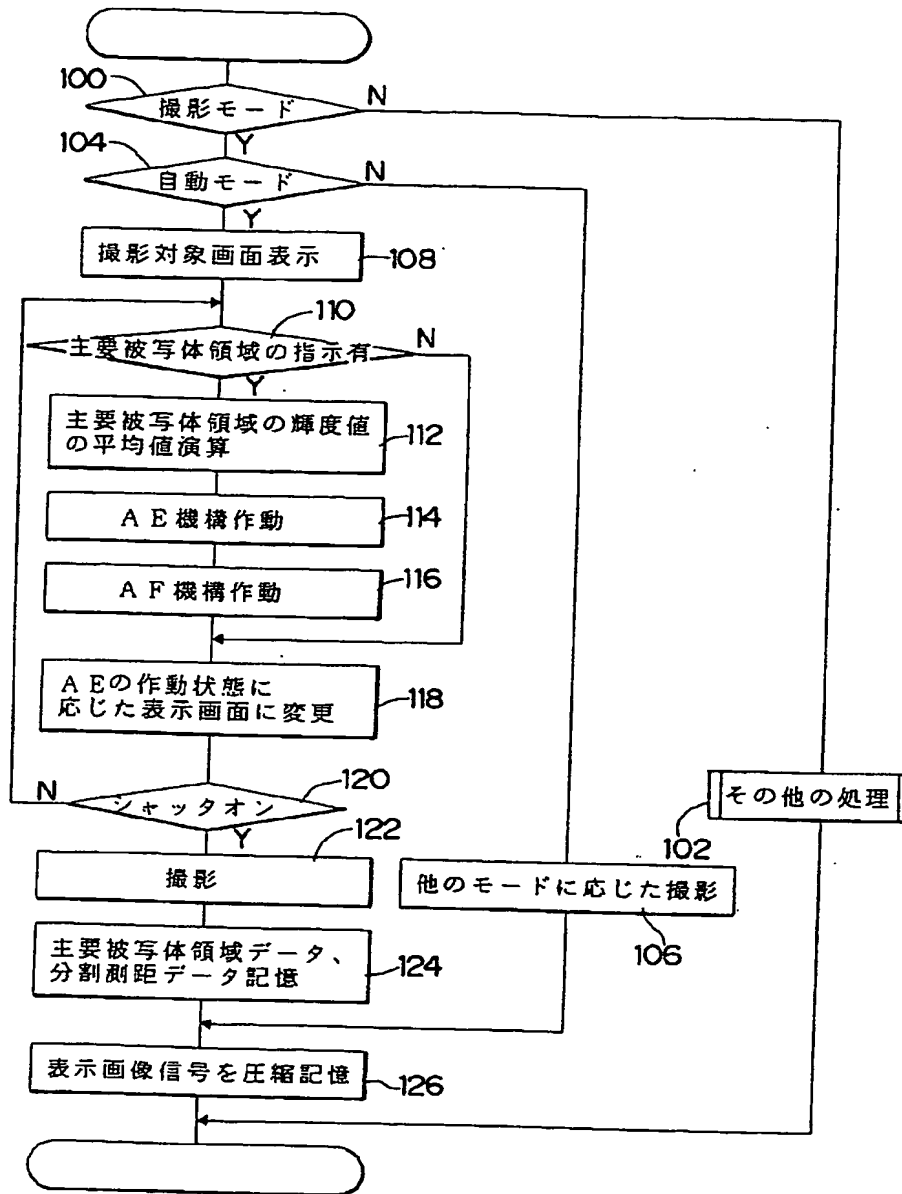 100
撮影モード
N
Y
104
自動モード
N
Y
撮影対象画面表示
108
110
主要被写体領域の指示有
N
Y
主要被写体領域の輝度値
の平均値演算
112
AE機構作動
114
AF機構作動
116
AEの作動状態に
応じた表示画面に変更
118
N
シャッタオン
120
Y
122
撮影
その他の処理
102
他のモードに応じた撮影
106
主要被写体領域データ、
分割測距データ記憶
124
表示画像信号を圧縮記憶
126